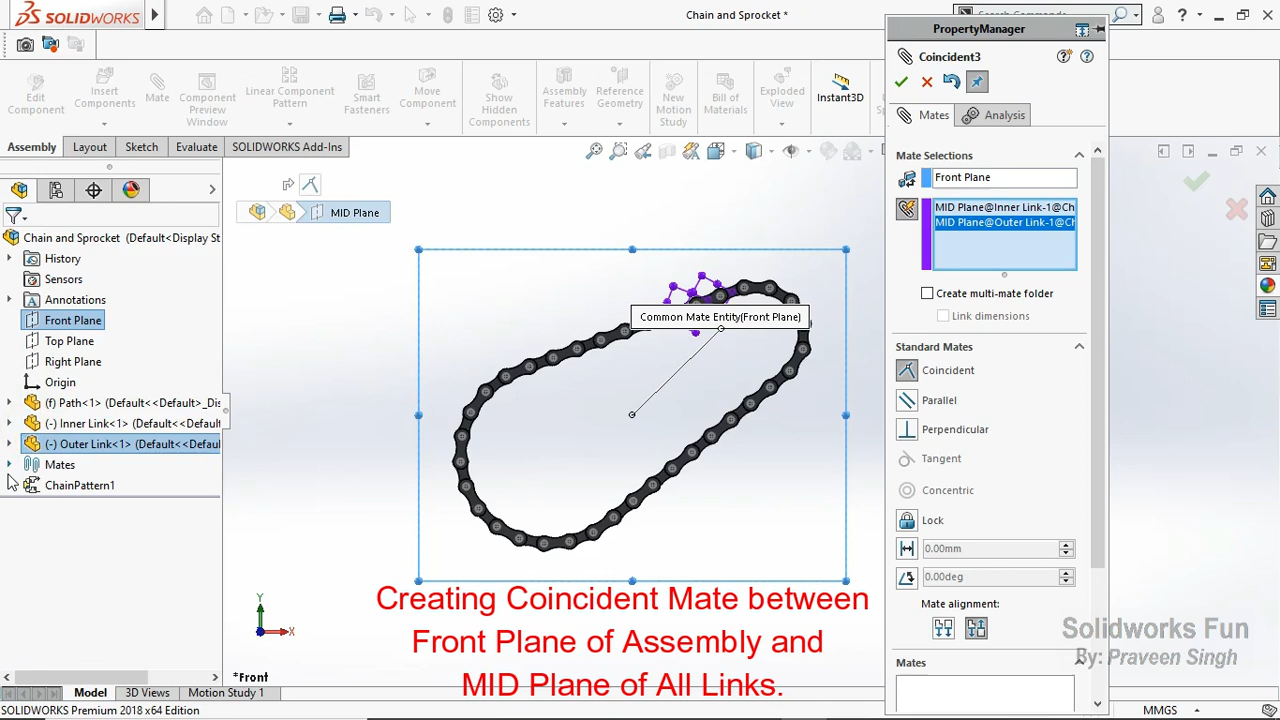 SOLIDWORKS
Chain and Sprocket *
Search Commands
Edit Component
Insert Components
Mate
Component Preview Window
Linear Component Pattern
Smart Fasteners
Move Component
Show Hidden Components
Assembly Features
Reference Geometry
New Motion Study
Bill of Materials
Exploded View
Instant3D
Assembly
Layout
Sketch
Evaluate
SOLIDWORKS Add-Ins
MID Plane
Chain and Sprocket (Default<Display St
History
Sensors
Annotations
Front Plane
Top Plane
Right Plane
Origin
(f) Path<1> (Default<<Default>_Dis
(-) Inner Link<1> (Default<<Default
(-) Outer Link<1> (Default<<Defaul
Mates
ChainPattern1
Common Mate Entity(Front Plane)
Y
X
*Front
Creating Coincident Mate between
Front Plane of Assembly and
MID Plane of All Links.
PropertyManager
Coincident3
Mates
Analysis
Mate Selections
Front Plane
MID Plane@Inner Link-1@Ch
MID Plane@Outer Link-1@Ch
Create multi-mate folder
Link dimensions
Standard Mates
Coincident
Parallel
Perpendicular
Tangent
Concentric
Lock
0.00mm
0.00deg
Mate alignment:
Mates
Solidworks Fun
By: Praveen Singh
Model
3D Views
Motion Study 1
SOLIDWORKS Premium 2018 x64 Edition
MMGS